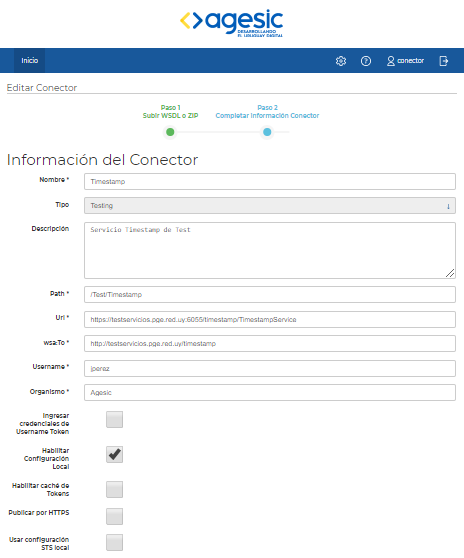 agesic
DESARROLLANDO
EL URUGUAY DIGITAL
Inicio
conector
Editar Conector
Paso 1
Subir WSDL o ZIP
Paso 2
Completar Información Conector
Información del Conector
Nombre *
Timestamp
Tipo
Testing
Descripción
Servicio Timestamp de Test
Path *
/Test/Timestamp
Url *
https://testservicios.pge.red.uy:6055/timestamp/TimestampService
wsa:To *
http://testservicios.pge.red.uy/timestamp
Username *
jperez
Organismo *
Agesic
Ingresar
credenciales de
Username Token
Habilitar
Configuración
Local
Habilitar caché de
Tokens
Publicar por HTTPS
Usar configuración
STS local